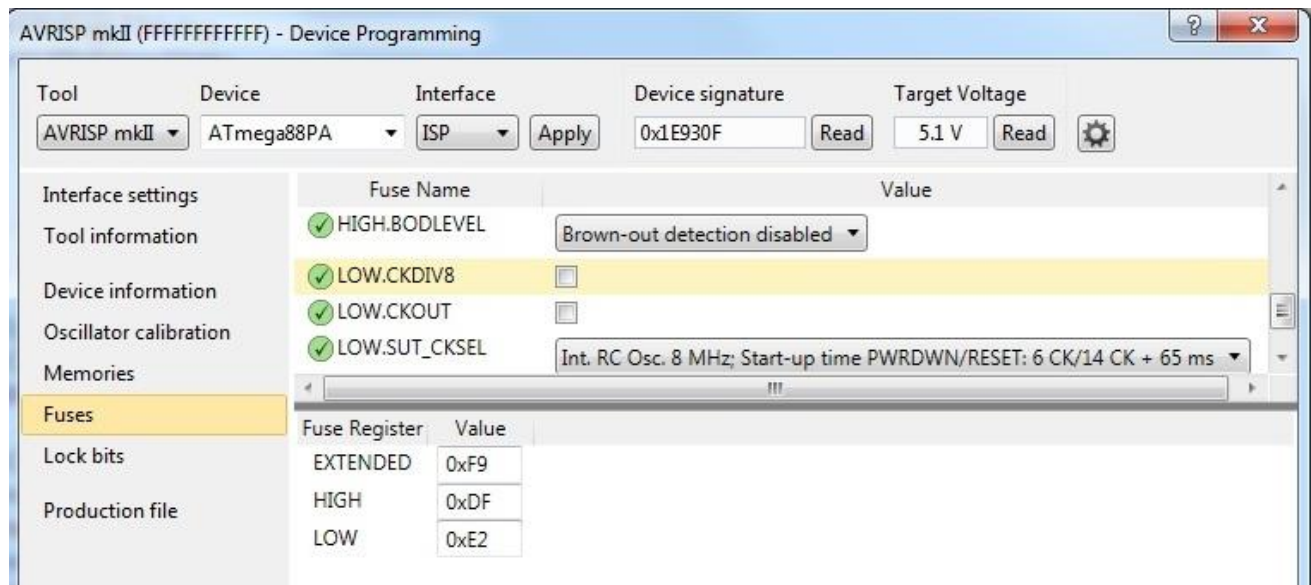 AVRISP mkII (FFFFFFFFFFFF) - Device Programming
Tool Device Interface Device signature Target Voltage
AVRISP mkII ATmega88PA ISP Apply 0x1E930F Read 5.1 V Read
Interface settings
Tool information
Device information
Oscillator calibration
Memories
Fuses
Lock bits
Production file
Fuse Name Value
HIGH.BODLEVEL Brown-out detection disabled
LOW.CKDIV8
LOW.CKOUT
LOW.SUT_CKSEL Int. RC Osc. 8 MHz; Start-up time PWRDWN/RESET: 6 CK/14 CK + 65 ms
Fuse Register Value
EXTENDED 0xF9
HIGH 0xDF
LOW 0xE2